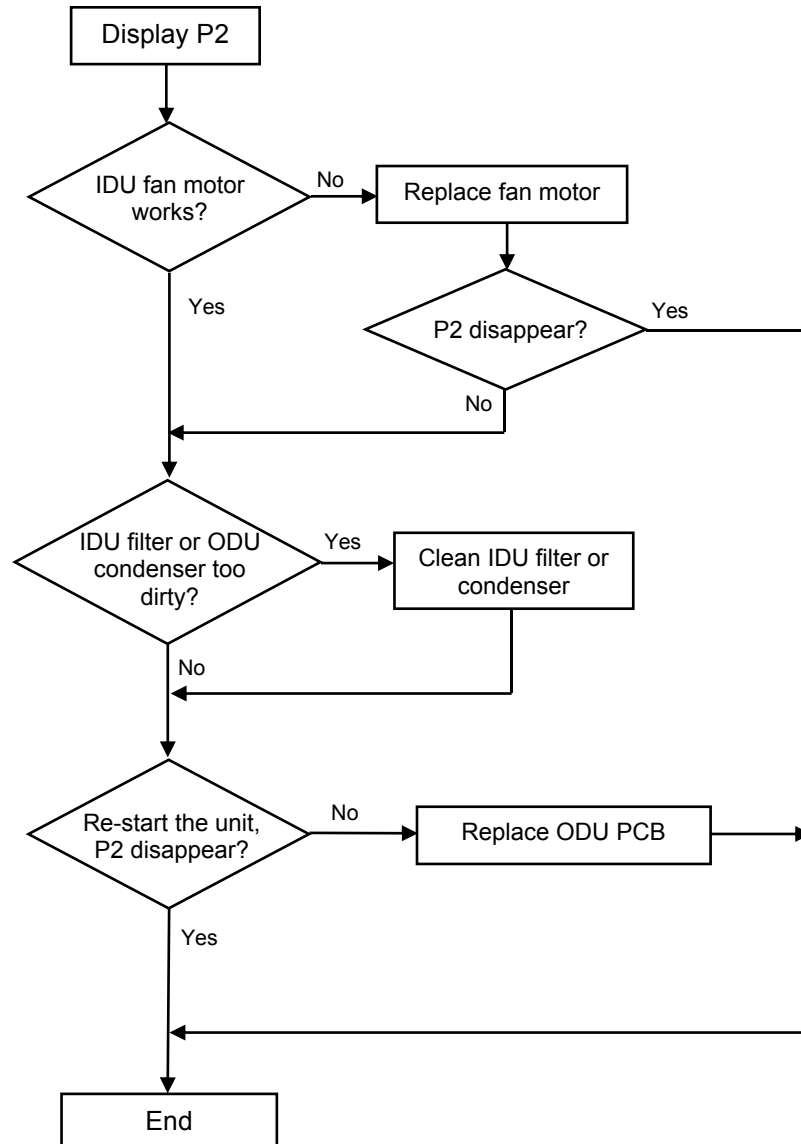 Display P2
IDU fan motor
works?
No
Replace fan motor
Yes
P2 disappear?
Yes
No
IDU filter or ODU
condenser too
dirty?
Yes
Clean IDU filter or
condenser
No
Re-start the unit,
P2 disappear?
No
Replace ODU PCB
Yes
End